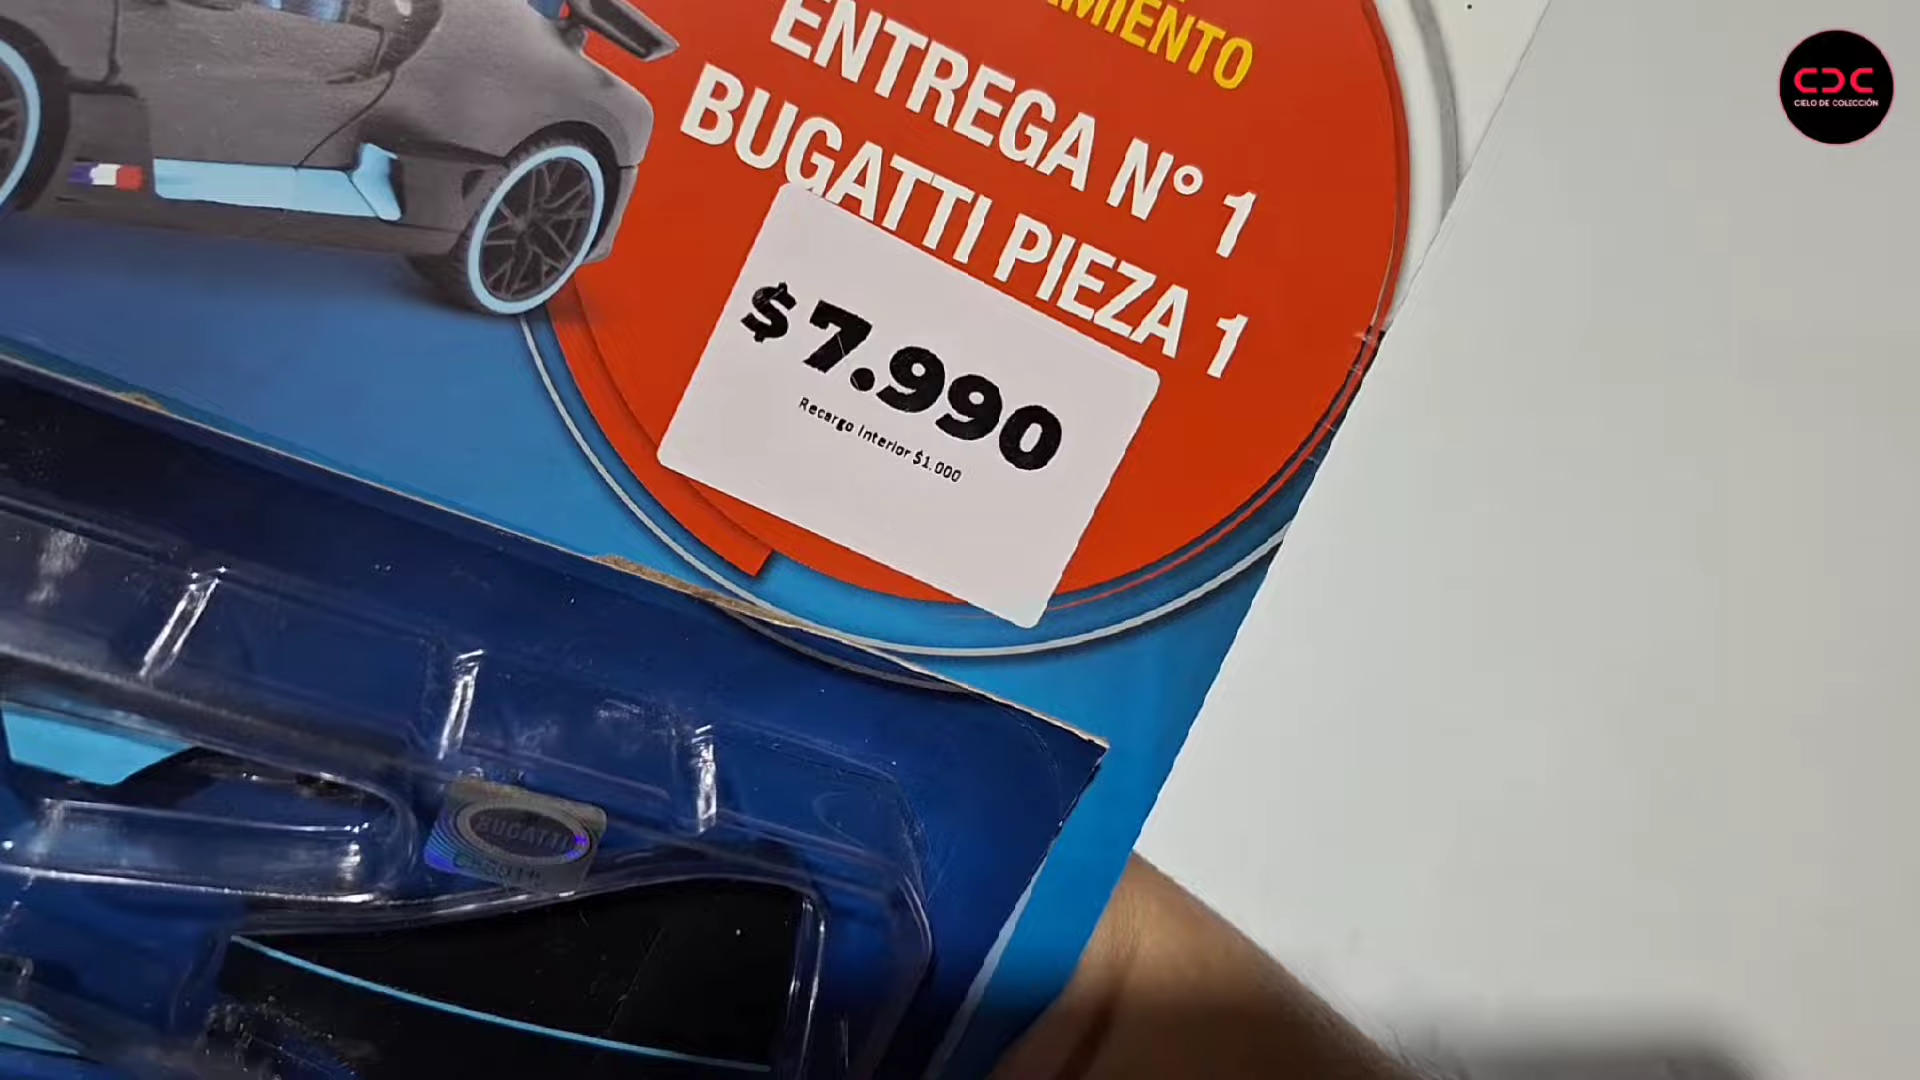 ENTREGA N° 1
BUGATTI PIEZA 1
$7.990
Recargo Interior $1.000
BUGATTI
CDC
CIELO DE COLECCIÓN